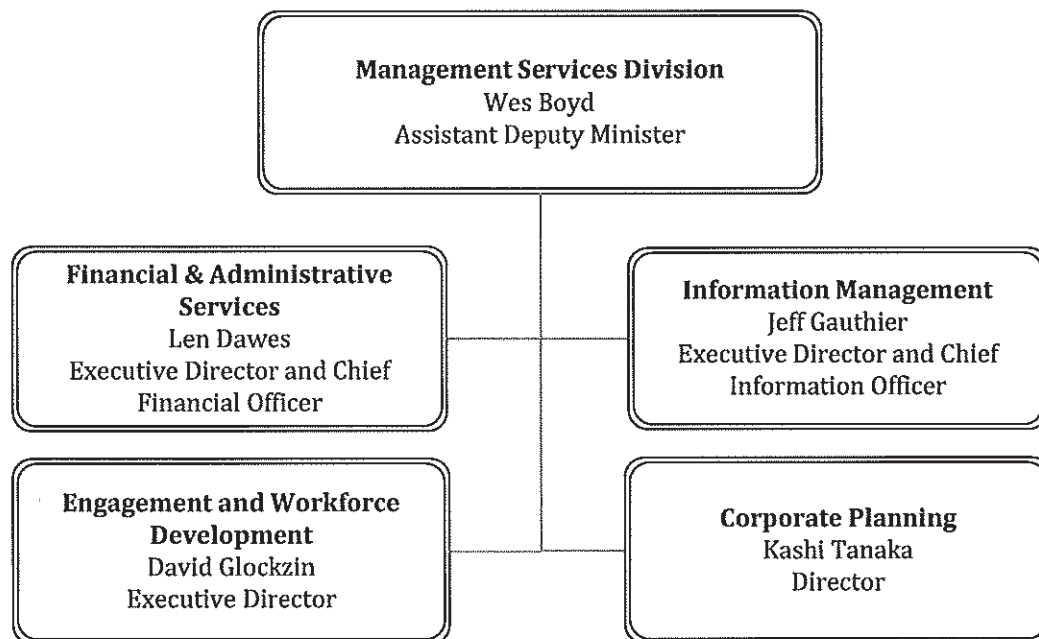 Management Services Division
Wes Boyd
Assistant Deputy Minister
Financial & Administrative
Services
Len Dawes
Executive Director and Chief
Financial Officer
Information Management
Jeff Gauthier
Executive Director and Chief
Information Officer
Engagement and Workforce
Development
David Glockzin
Executive Director
Corporate Planning
Kashi Tanaka
Director